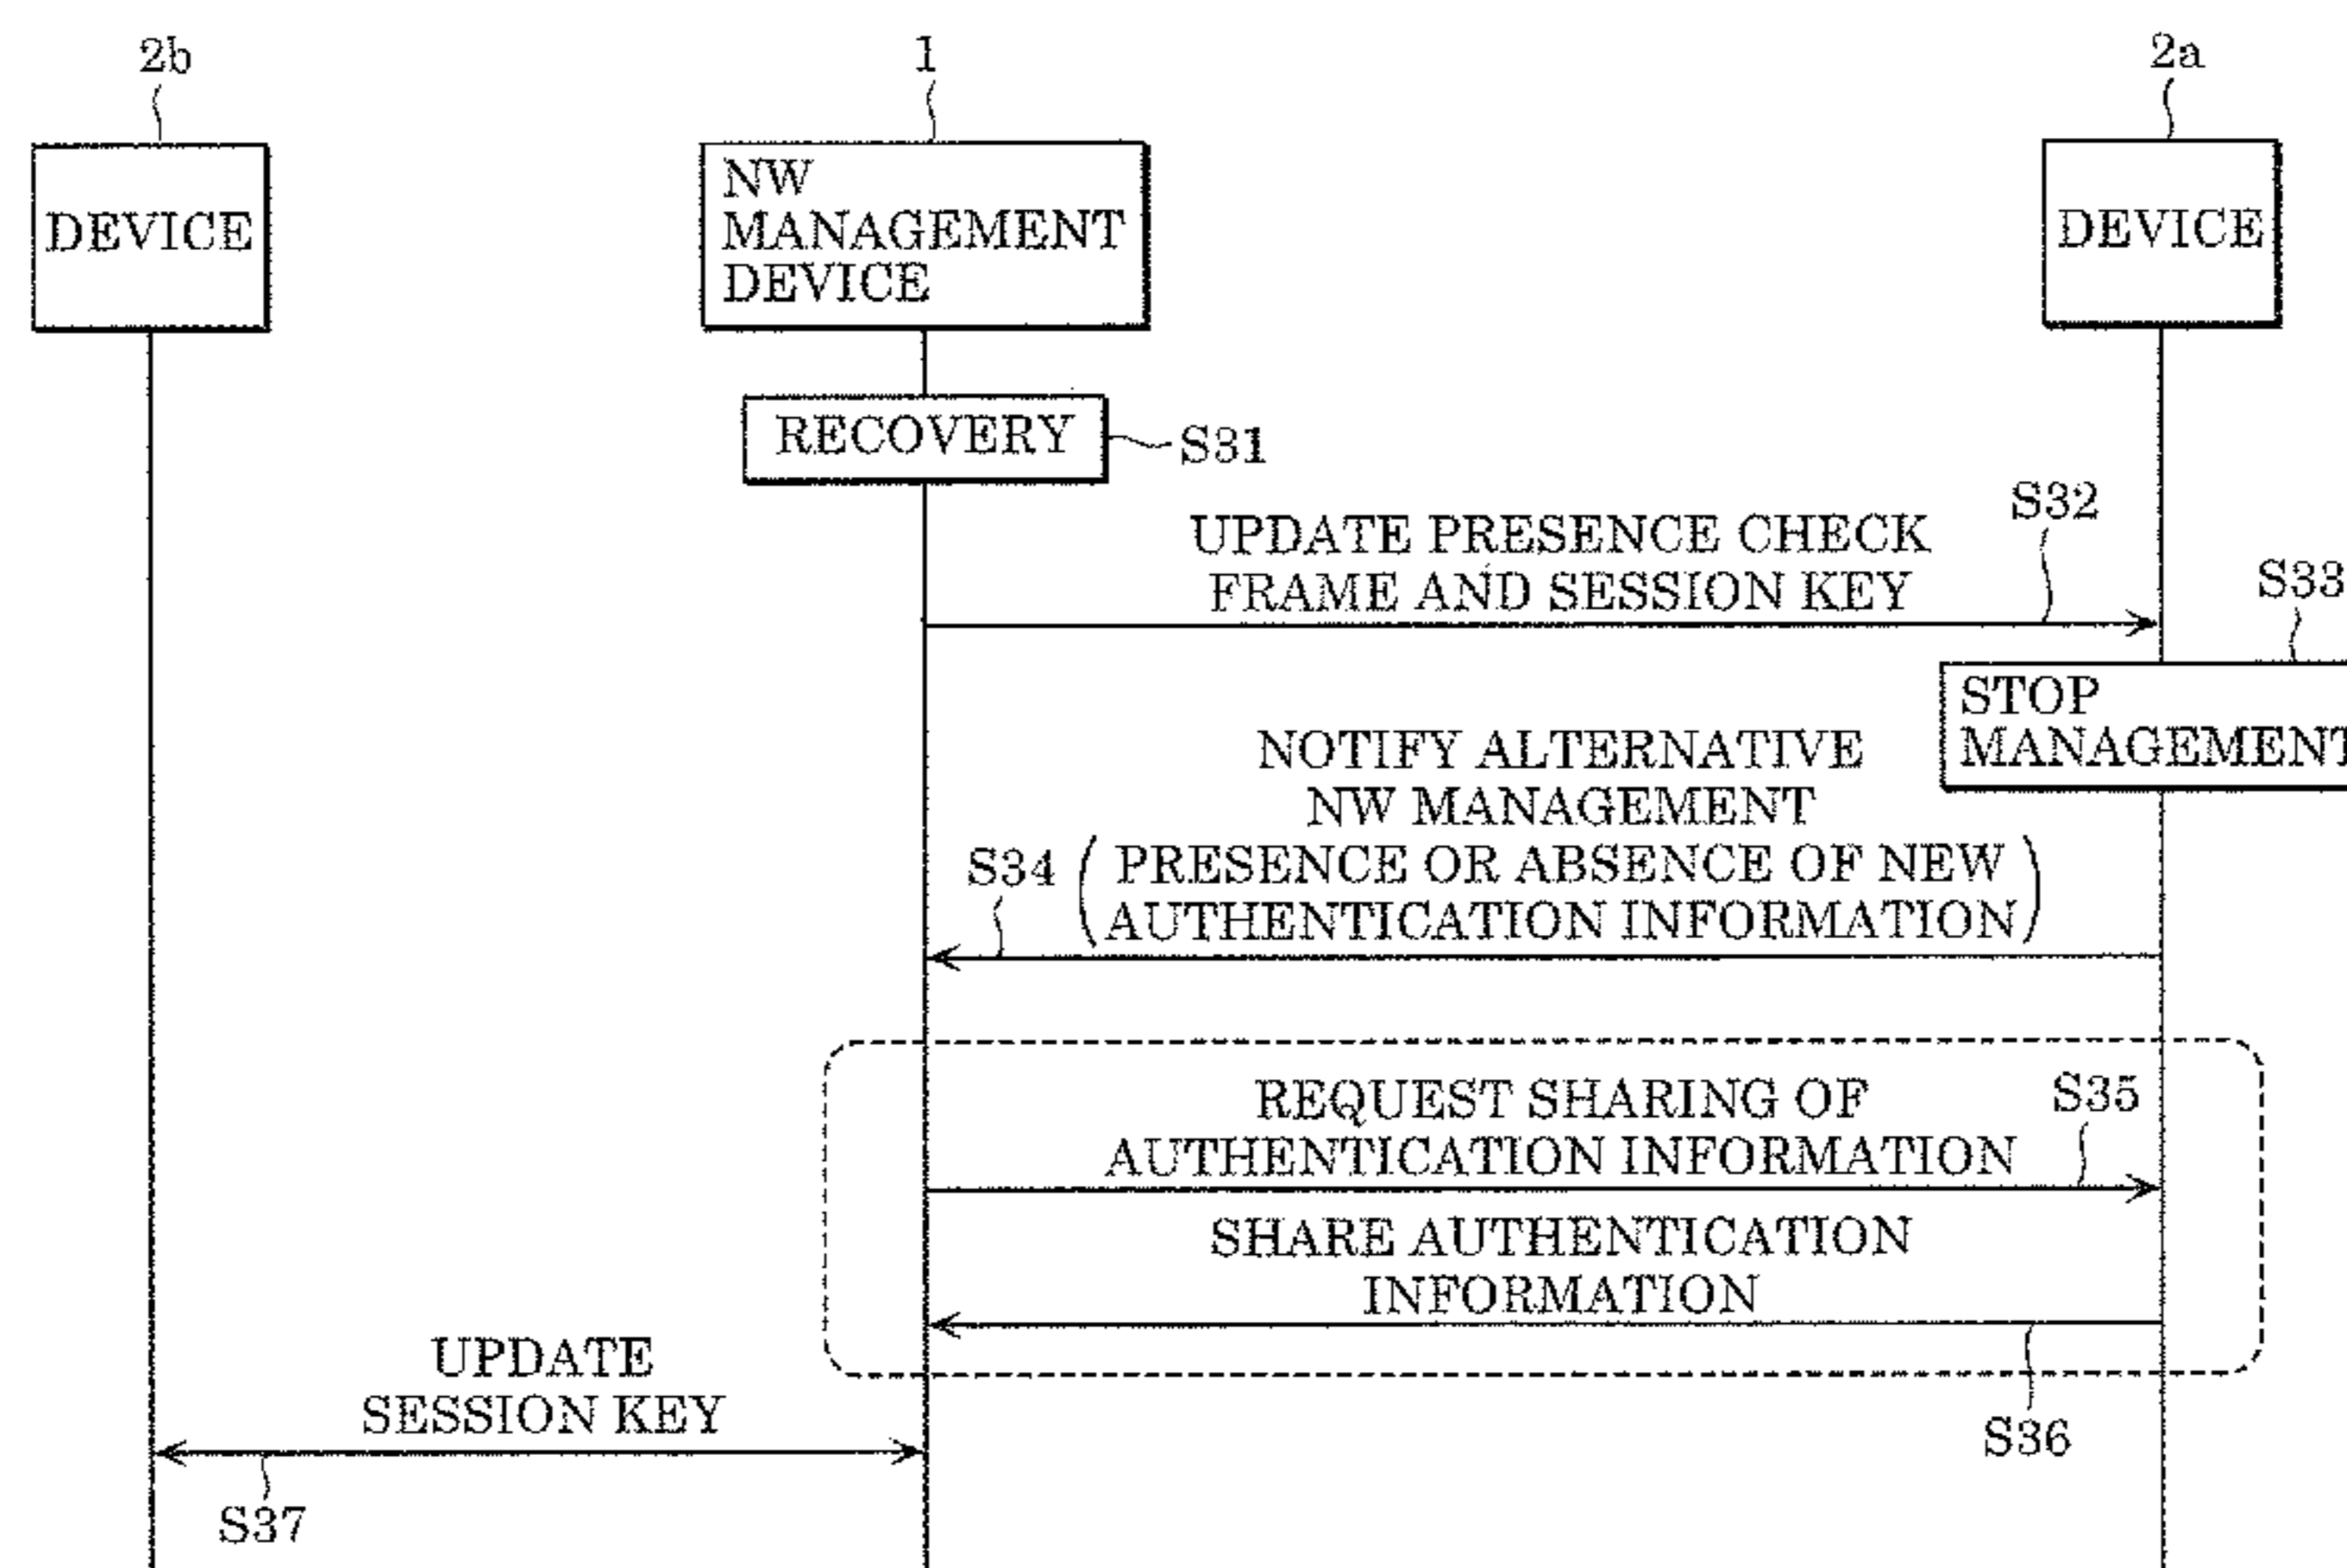 2b
1
2a
DEVICE
NW
MANAGEMENT
DEVICE
DEVICE
RECOVERY
S31
S32
UPDATE PRESENCE CHECK
FRAME AND SESSION KEY
S33
STOP
MANAGEMENT
NOTIFY ALTERNATIVE
NW MANAGEMENT
S34
(PRESENCE OR ABSENCE OF NEW
AUTHENTICATION INFORMATION)
REQUEST SHARING OF
AUTHENTICATION INFORMATION
S35
SHARE AUTHENTICATION
INFORMATION
S36
UPDATE
SESSION KEY
S37